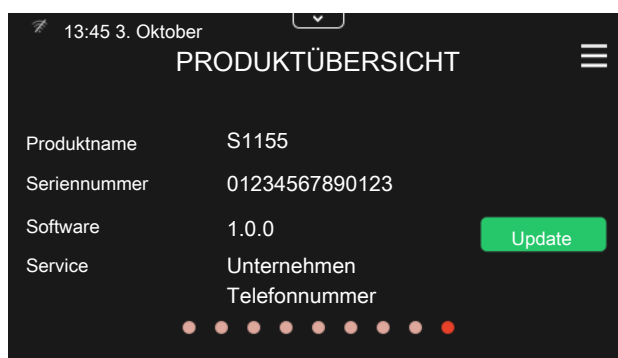 13:45 3. Oktober
PRODUKTÜBERSICHT
Produktname S1155
Seriennummer 01234567890123
Software 1.0.0 Update
Service Unternehmen
Telefonnummer